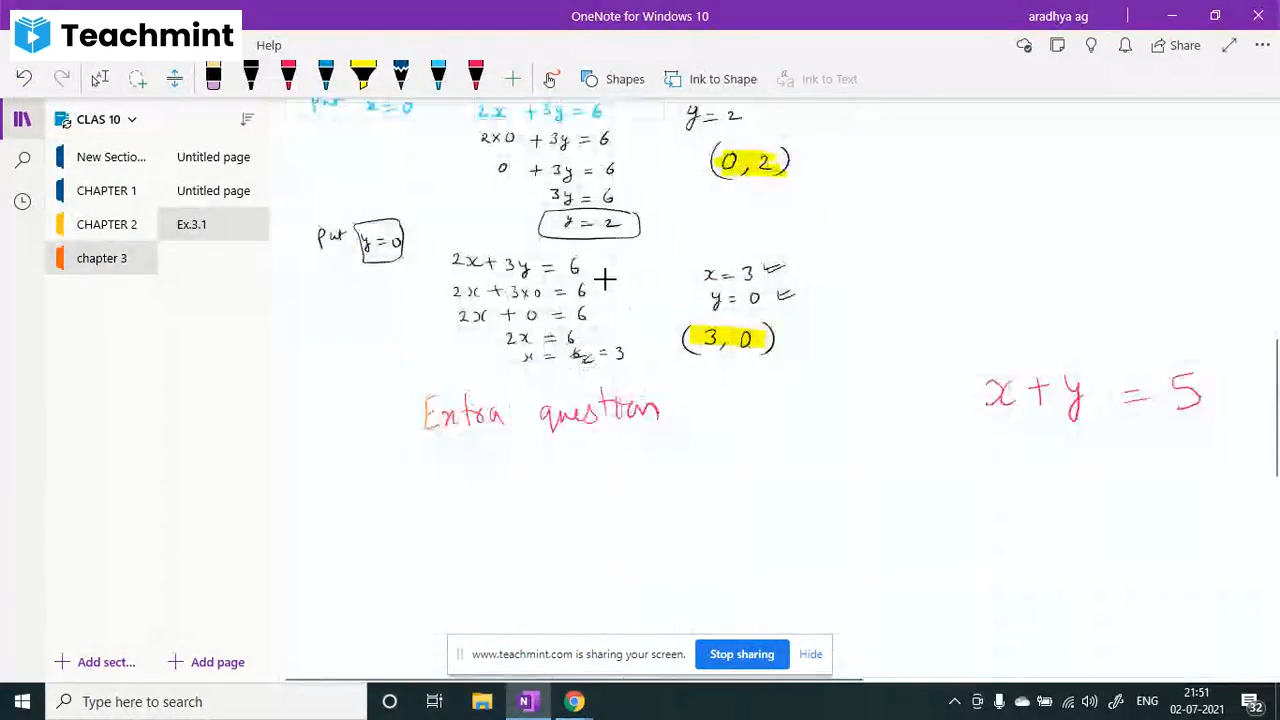 OneNote for Windows 10
aradhya ag
Teachmint
Help
Share
Shapes
Ink to Shape
Ink to Text
CLAS 10
New Sectio...
Untitled page
CHAPTER 1
Untitled page
CHAPTER 2
Ex.3.1
chapter 3
put x=0
2x + 3y = 6
2×0 + 3y = 6
0 + 3y = 6
3y = 6
y = 2
y = 2
(0, 2)
Put y=0
2x + 3y = 6
2x + 3×0 = 6
2x + 0 = 6
2x = 6
x = 3
y = 0
(3, 0)
Extra question
x + y = 5
www.teachmint.com is sharing your screen.
Stop sharing
Hide
Add sect...
Add page
Type here to search
ENG
21:51
02-07-2021
32